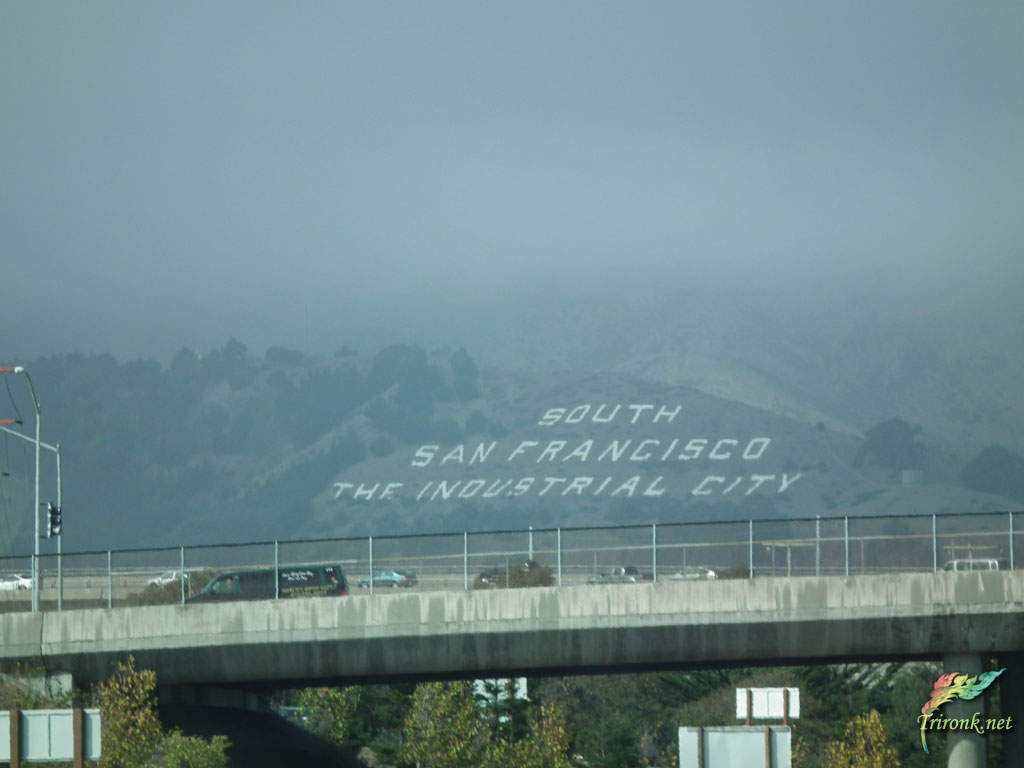 SOUTH
SAN FRANCISCO
THE INDUSTRIAL CITY
Trironk.net